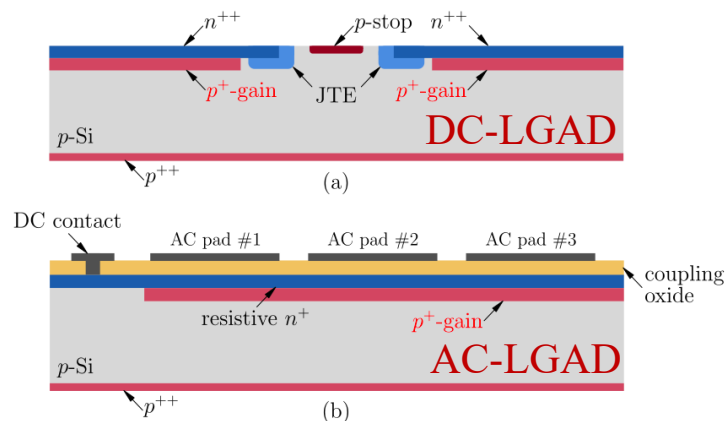 n++ p-stop n++
p+-gain JTE p+-gain
p-Si DC-LGAD
p++
(a)
DC contact
AC pad #1 AC pad #2 AC pad #3
coupling
oxide
resistive n+ p+-gain
p-Si AC-LGAD
p++
(b)